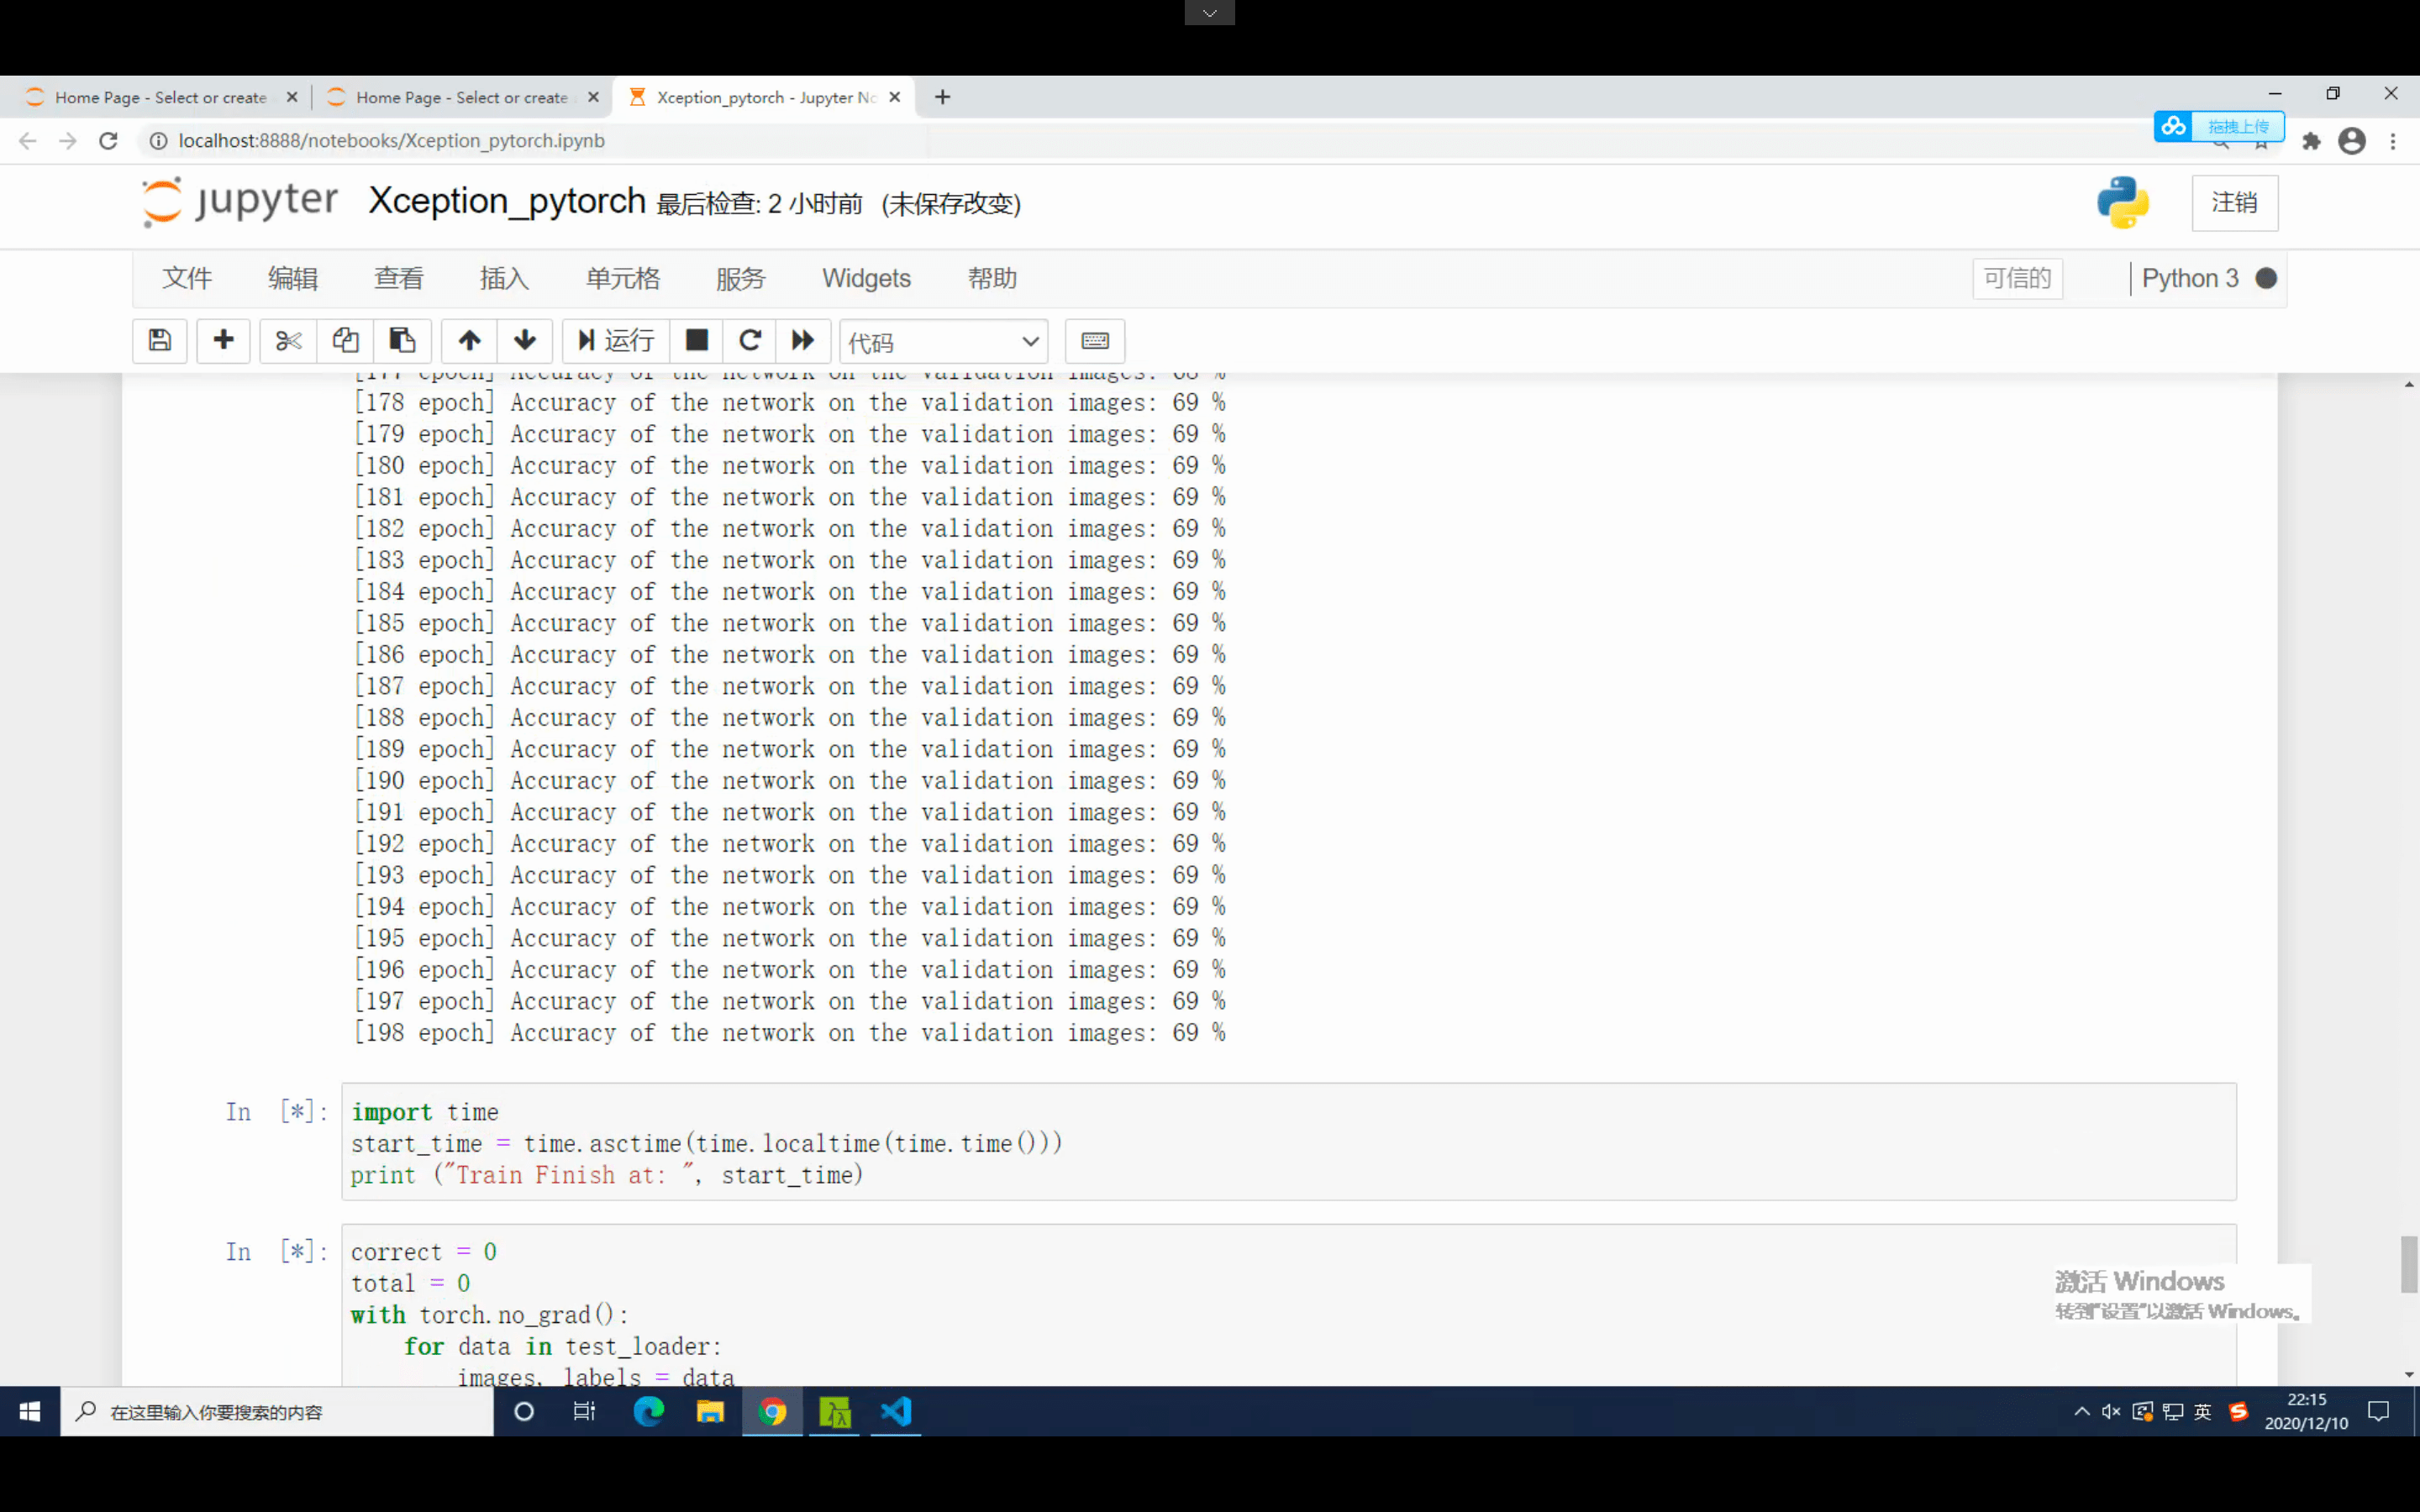 Home Page - Select or create
Home Page - Select or create
Xception_pytorch - Jupyter No
localhost:8888/notebooks/Xception_pytorch.ipynb
拖拽上传
jupyter Xception_pytorch 最后检查: 2 小时前 (未保存改变)
注销
文件 编辑 查看 插入 单元格 服务 Widgets 帮助 可信的 Python 3
运行 代码
[177 epoch] Accuracy of the network on the validation images: 68 %
[178 epoch] Accuracy of the network on the validation images: 69 %
[179 epoch] Accuracy of the network on the validation images: 69 %
[180 epoch] Accuracy of the network on the validation images: 69 %
[181 epoch] Accuracy of the network on the validation images: 69 %
[182 epoch] Accuracy of the network on the validation images: 69 %
[183 epoch] Accuracy of the network on the validation images: 69 %
[184 epoch] Accuracy of the network on the validation images: 69 %
[185 epoch] Accuracy of the network on the validation images: 69 %
[186 epoch] Accuracy of the network on the validation images: 69 %
[187 epoch] Accuracy of the network on the validation images: 69 %
[188 epoch] Accuracy of the network on the validation images: 69 %
[189 epoch] Accuracy of the network on the validation images: 69 %
[190 epoch] Accuracy of the network on the validation images: 69 %
[191 epoch] Accuracy of the network on the validation images: 69 %
[192 epoch] Accuracy of the network on the validation images: 69 %
[193 epoch] Accuracy of the network on the validation images: 69 %
[194 epoch] Accuracy of the network on the validation images: 69 %
[195 epoch] Accuracy of the network on the validation images: 69 %
[196 epoch] Accuracy of the network on the validation images: 69 %
[197 epoch] Accuracy of the network on the validation images: 69 %
[198 epoch] Accuracy of the network on the validation images: 69 %
In [*]: import time
start_time = time.asctime(time.localtime(time.time()))
print ("Train Finish at: ", start_time)
In [*]: correct = 0
total = 0
with torch.no_grad():
for data in test_loader:
images, labels = data
激活 Windows
转到"设置"以激活 Windows。
在这里输入你要搜索的内容
英
22:15
2020/12/10